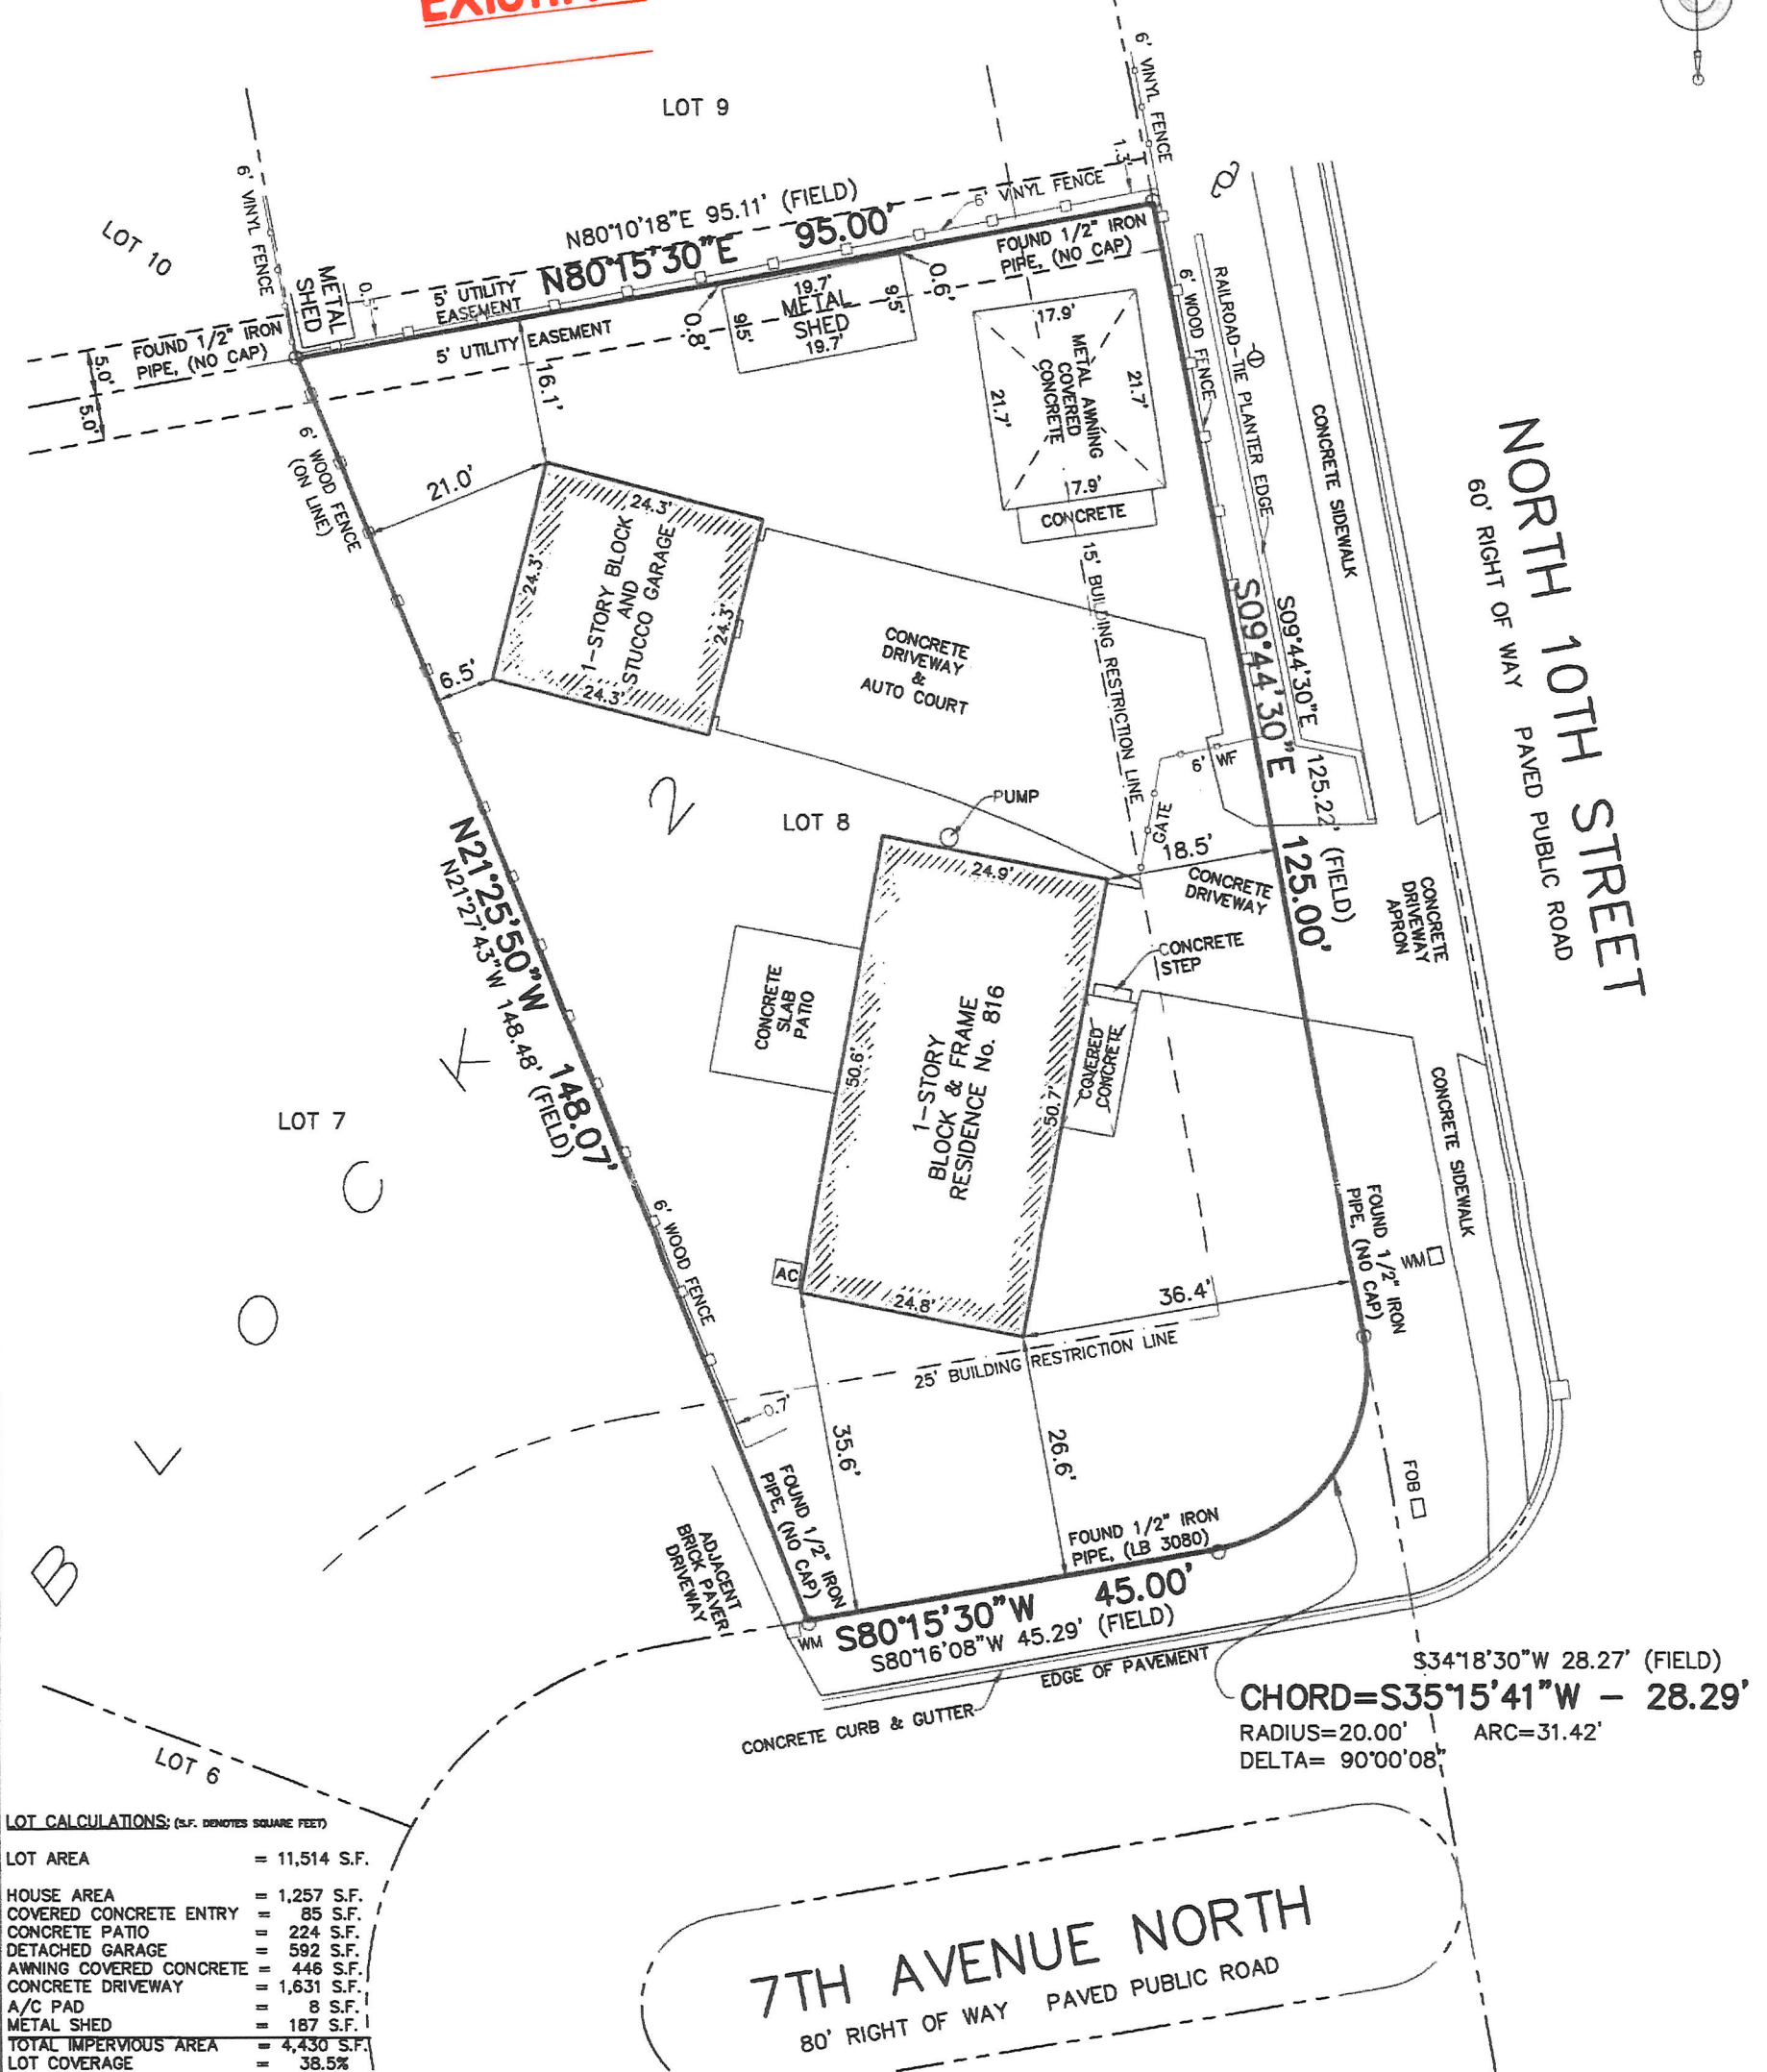 LOT 9
6' VINYL FENCE
6' VINYL FENCE
LOT 10
N80°10'18"E 95.11' (FIELD)
N80°15'30"E 95.00'
6' VINYL FENCE
1.3'
FOUND 1/2" IRON
PIPE, (NO CAP)
METAL
SHED
5' UTILITY
EASEMENT
5' UTILITY EASEMENT
FOUND 1/2" IRON
PIPE, (NO CAP)
5.0'
5.0'
0.8'
0.6'
19.7'
METAL
SHED
19.7'
9.5'
9.5'
16.1'
17.9'
METAL AWNING
COVERED
CONCRETE
21.7'
21.7'
17.9'
CONCRETE
6' WOOD FENCE
RAILROAD-TIE PLANTER EDGE
CONCRETE SIDEWALK
NORTH 10TH STREET
60' RIGHT OF WAY PAVED PUBLIC ROAD
6' WOOD FENCE
(ON LINE)
21.0'
24.3'
24.3'
1-STORY BLOCK
AND
STUCCO GARAGE
24.3'
24.3'
6.5'
CONCRETE
DRIVEWAY
&
AUTO COURT
15' BUILDING RESTRICTION LINE
S09°44'30"E 125.22' (FIELD)
S09°44'30"E 125.00'
6' WF
GATE
2
LOT 8
PUMP
18.5'
CONCRETE
DRIVEWAY
CONCRETE
DRIVEWAY
APRON
CONCRETE
STEP
24.9'
N21°25'50"W 148.07'
N21°27'43"W 148.48' (FIELD)
CONCRETE
SLAB
PATIO
50.6'
1-STORY
BLOCK & FRAME
RESIDENCE No. 816
50.7'
COVERED
CONCRETE
CONCRETE SIDEWALK
LOT 7
B L O C K
6' WOOD FENCE
AC
24.8'
36.4'
FOUND 1/2" IRON
PIPE, (NO CAP)
WM
25' BUILDING RESTRICTION LINE
0.7'
35.6'
26.6'
FOB
FOUND 1/2" IRON
PIPE, (NO CAP)
ADJACENT
BRICK PAVER
DRIVEWAY
FOUND 1/2" IRON
PIPE, (LB 3080)
WM
S80°15'30"W 45.00'
S80°16'08"W 45.29' (FIELD)
EDGE OF PAVEMENT
CONCRETE CURB & GUTTER
S34°18'30"W 28.27' (FIELD)
CHORD=S35°15'41"W – 28.29'
RADIUS=20.00' ARC=31.42'
DELTA= 90°00'08"
LOT 6
7TH AVENUE NORTH
80' RIGHT OF WAY PAVED PUBLIC ROAD
LOT CALCULATIONS: (S.F. DENOTES SQUARE FEET)
LOT AREA = 11,514 S.F.
HOUSE AREA = 1,257 S.F.
COVERED CONCRETE ENTRY = 85 S.F.
CONCRETE PATIO = 224 S.F.
DETACHED GARAGE = 592 S.F.
AWNING COVERED CONCRETE = 446 S.F.
CONCRETE DRIVEWAY = 1,631 S.F.
A/C PAD = 8 S.F.
METAL SHED = 187 S.F.
TOTAL IMPERVIOUS AREA = 4,430 S.F.
LOT COVERAGE = 38.5%